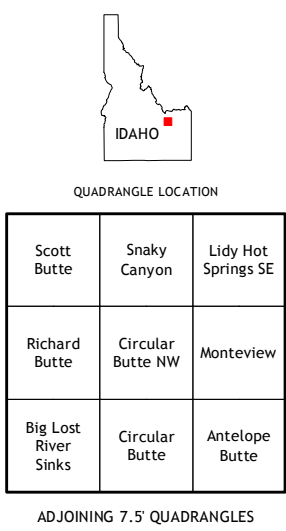 IDAHO
QUADRANGLE LOCATION
Scott
Butte
Snaky
Canyon
Lidy Hot
Springs SE
Richard
Butte
Circular
Butte NW
Monteview
Big Lost
River
Sinks
Circular
Butte
Antelope
Butte
ADJOINING 7.5' QUADRANGLES